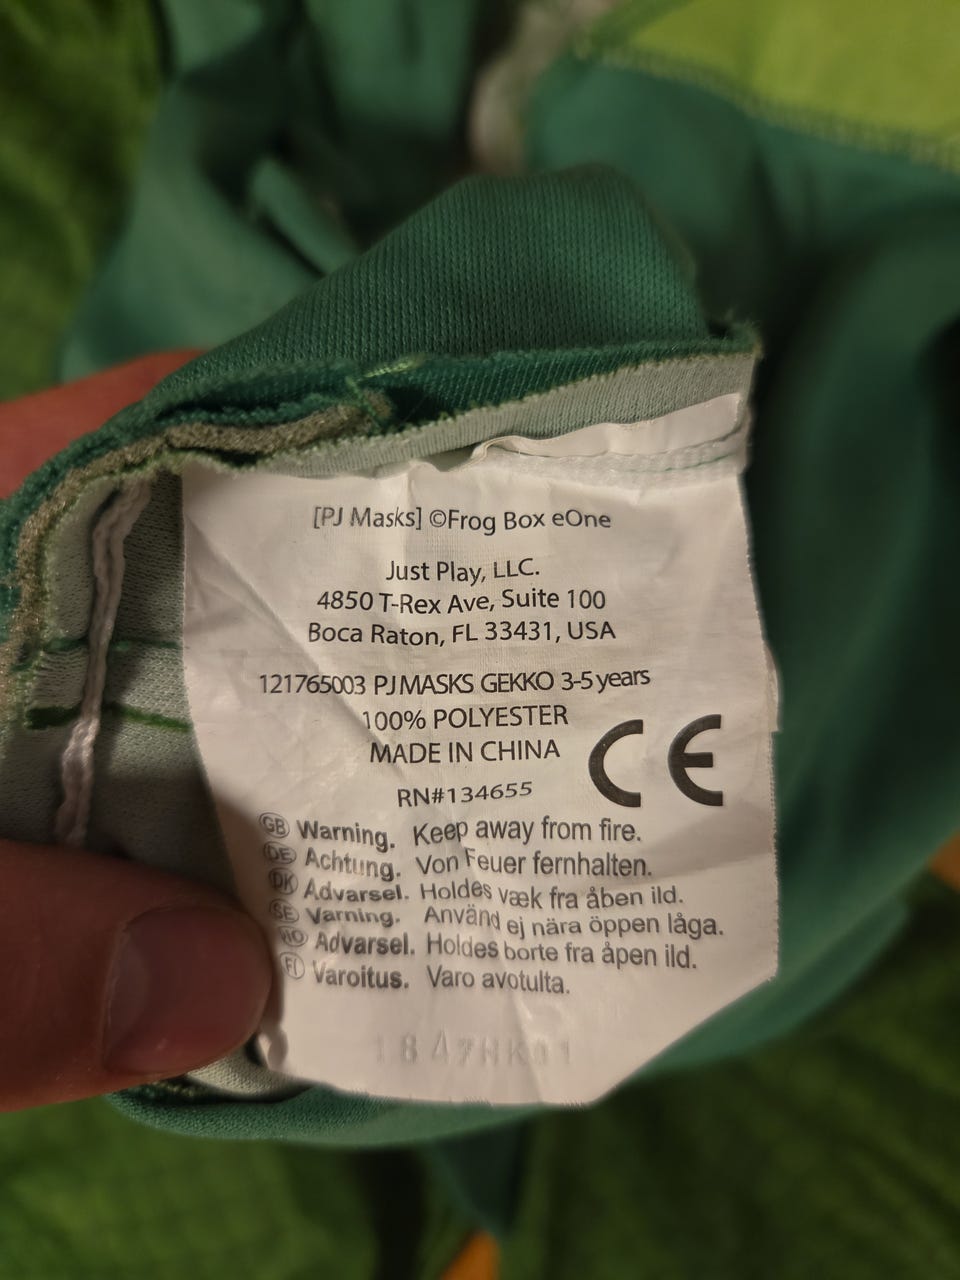 [PJ Masks] ©Frog Box eOne
Just Play, LLC.
4850 T-Rex Ave, Suite 100
Boca Raton, FL 33431, USA
121765003 PJ MASKS GEKKO 3-5 years
100% POLYESTER
MADE IN CHINA
CE
RN#134655
GB Warning. Keep away from fire.
DE Achtung. Von Feuer fernhalten.
DK Advarsel. Holdes væk fra åben ild.
SE Varning. Använd ej nära öppen låga.
NO Advarsel. Holdes borte fra åpen ild.
FI Varoitus. Varo avotulta.